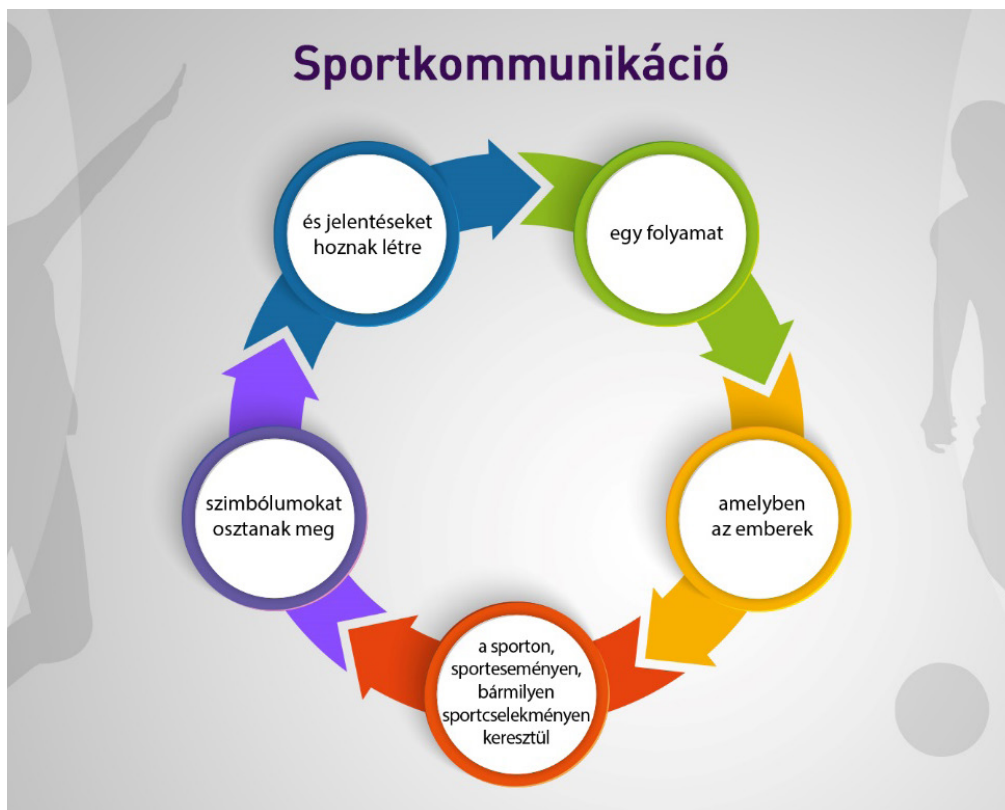 Sportkommunikáció
egy folyamat
amelyben
az emberek
a sporton,
sporteseményen,
bármilyen
sportcselekményen
keresztül
szimbólumokat
osztanak meg
és jelentéseket
hoznak létre